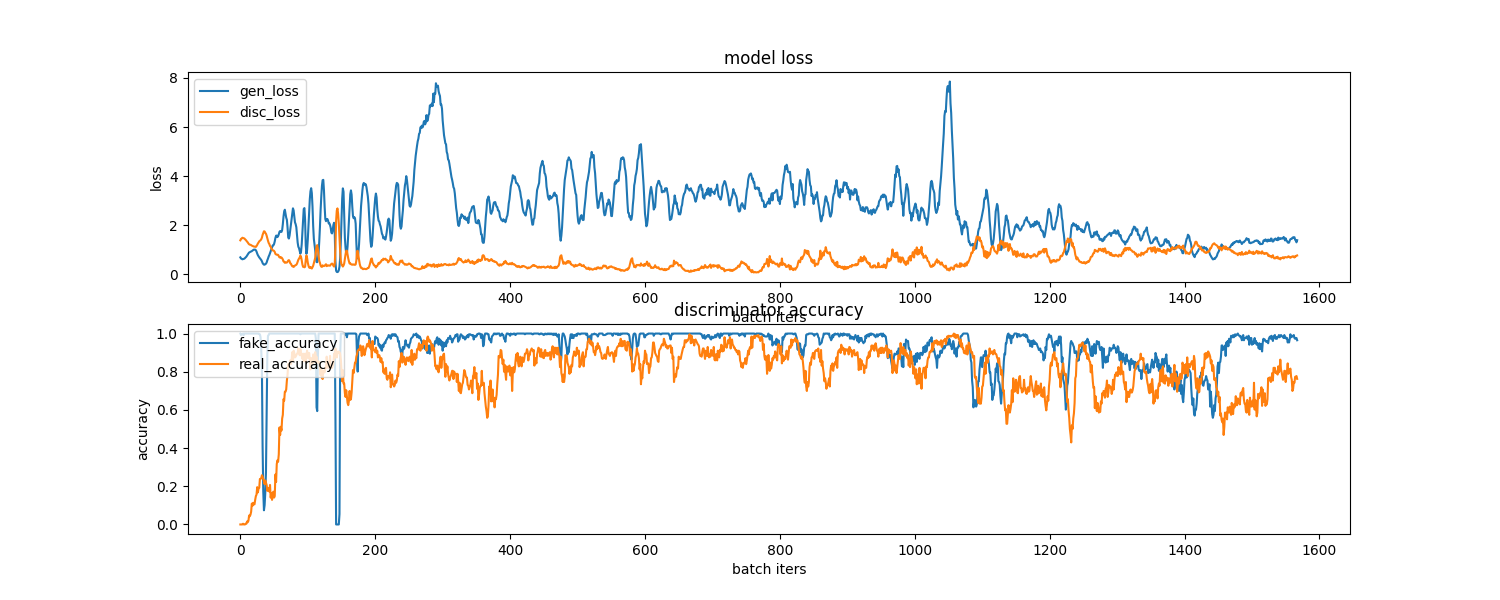 model loss
gen_loss
disc_loss
8
6
4
2
0
loss
0 200 400 600 800 1000 1200 1400 1600
batch iters
discriminator accuracy
fake_accuracy
real_accuracy
1.0
0.8
0.6
0.4
0.2
0.0
accuracy
0 200 400 600 800 1000 1200 1400 1600
batch iters